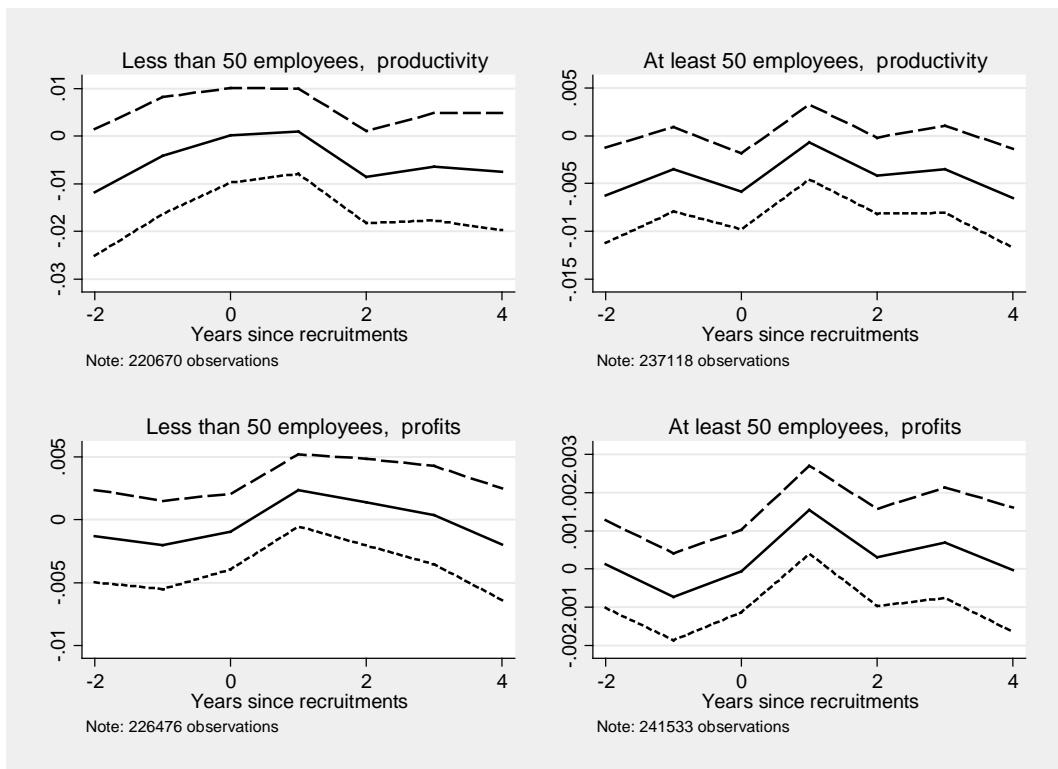 Less than 50 employees,  productivity
.01
0
-.01
-.02
-.03
-2
0
2
4
Years since recruitments
Note: 220670 observations
At least 50 employees,  productivity
.005
0
-.005
-.01
-.015
-2
0
2
4
Years since recruitments
Note: 237118 observations
Less than 50 employees,  profits
.005
0
-.005
-.01
-2
0
2
4
Years since recruitments
Note: 226476 observations
At least 50 employees,  profits
-.002-.001 0 .001.002.003
-2
0
2
4
Years since recruitments
Note: 241533 observations